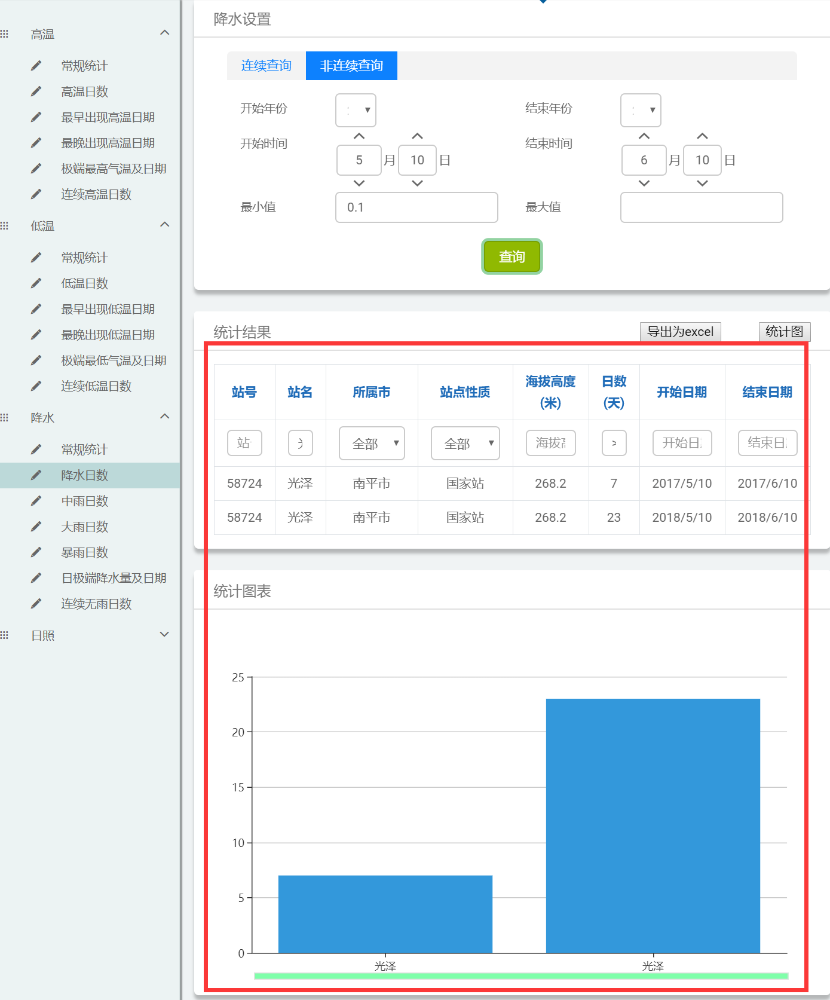 高温
常规统计
高温日数
最早出现高温日期
最晚出现高温日期
极端最高气温及日期
连续高温日数
低温
常规统计
低温日数
最早出现低温日期
最晚出现低温日期
极端最低气温及日期
连续低温日数
降水
常规统计
降水日数
中雨日数
大雨日数
暴雨日数
日极端降水量及日期
连续无雨日数
日照
降水设置
连续查询 非连续查询
开始年份 结束年份
开始时间 5 月 10 日 结束时间 6 月 10 日
最小值 0.1 最大值
查询
统计结果 导出为excel 统计图
站号 站名 所属市 站点性质 海拔高度(米) 日数(天) 开始日期 结束日期
全部 全部 海拔 > 开始日 结束日
58724 光泽 南平市 国家站 268.2 7 2017/5/10 2017/6/10
58724 光泽 南平市 国家站 268.2 23 2018/5/10 2018/6/10
统计图表
25
20
15
10
5
0
光泽 光泽